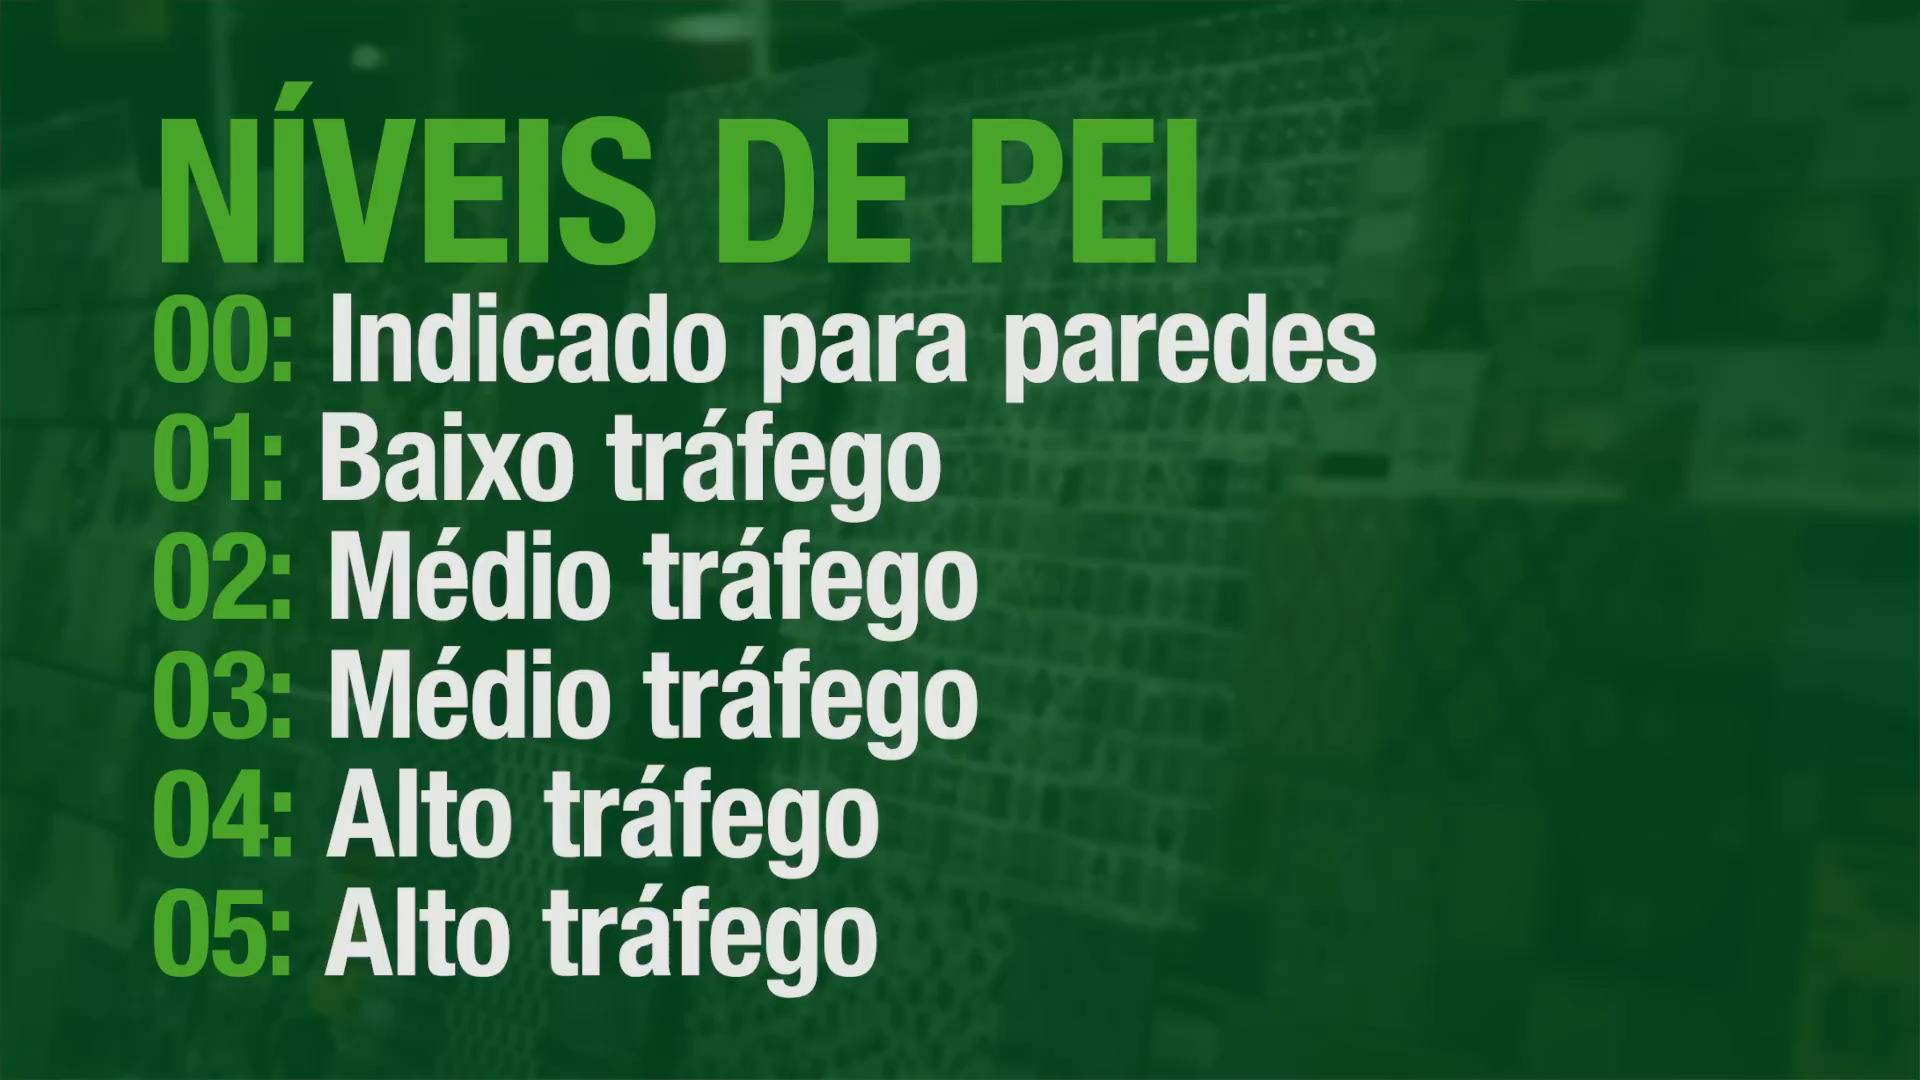 NÍVEIS DE PEI
00: Indicado para paredes
01: Baixo tráfego
02: Médio tráfego
03: Médio tráfego
04: Alto tráfego
05: Alto tráfego